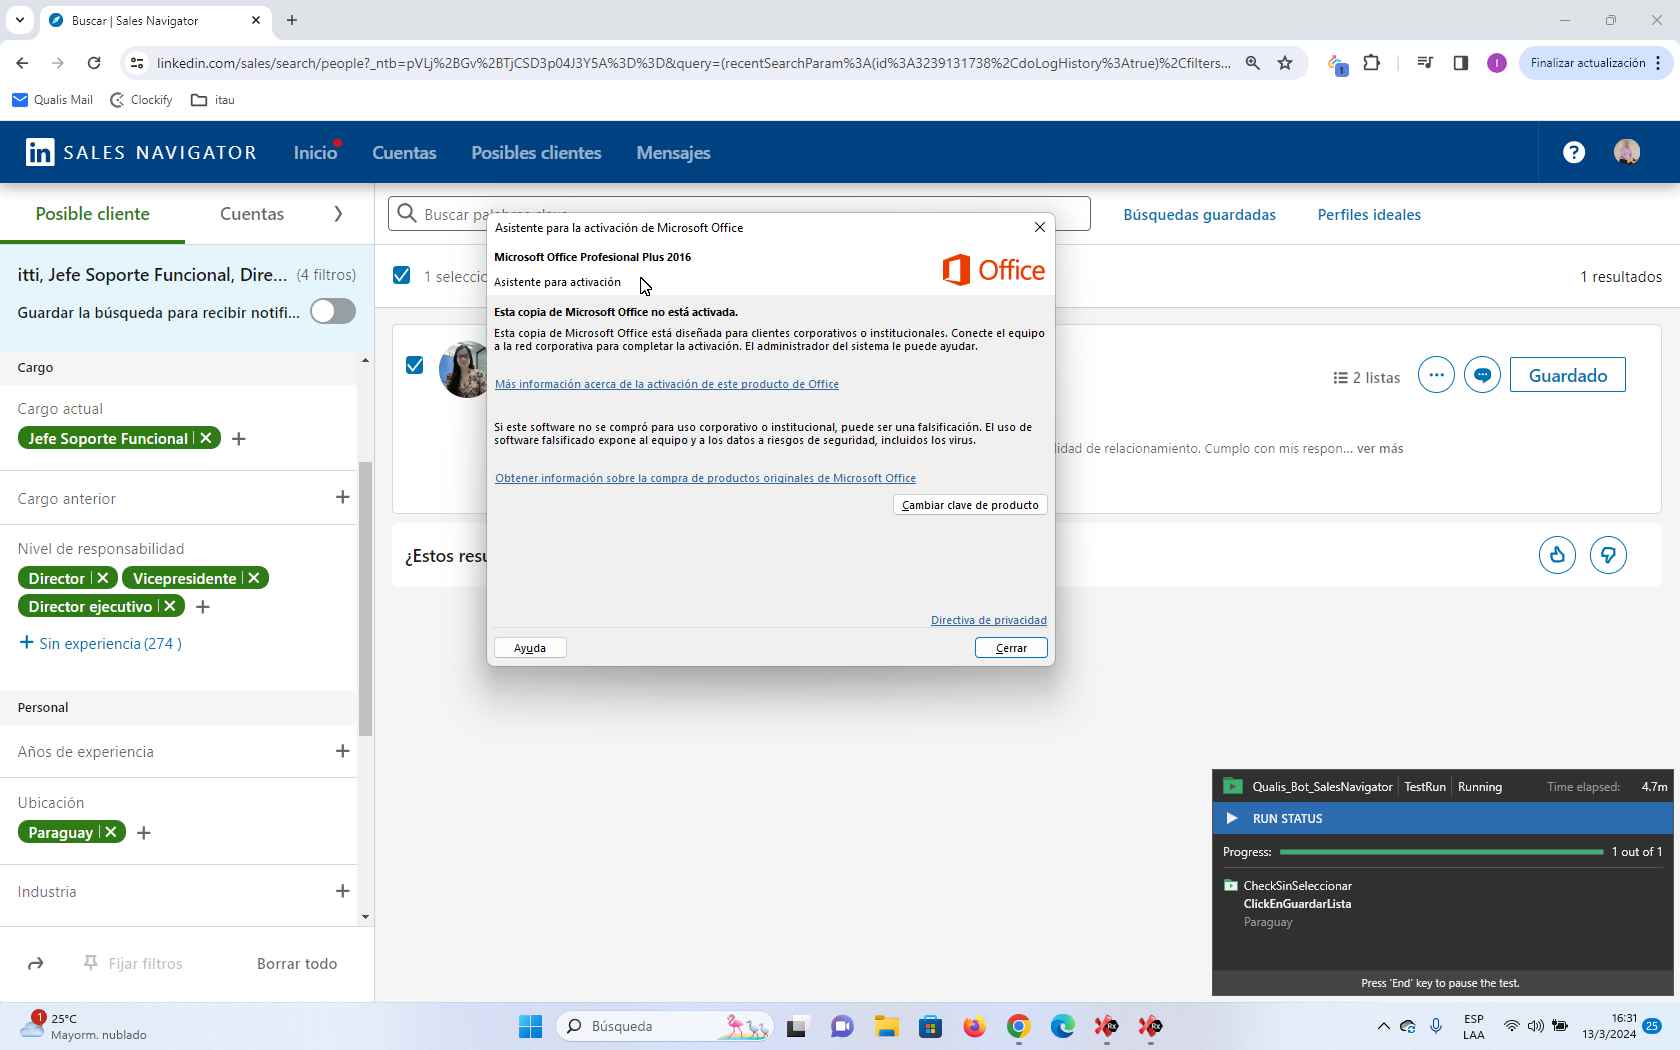 Buscar | Sales Navigator
linkedin.com/sales/search/people?_ntb=pVLj%2BGv%2BTjCSD3p04J3Y5A%3D%3D&query=(recentSearchParam%3A(id%3A3239131738%2CdoLogHistory%3Atrue)%2Cfilters...
1
I
Finalizar actualización
Qualis Mail
Clockify
itau
in SALES NAVIGATOR
Inicio
Cuentas
Posibles clientes
Mensajes
?
Posible cliente
Cuentas
Búsquedas guardadas
Perfiles ideales
itti, Jefe Soporte Funcional, Dire... (4 filtros)
Guardar la búsqueda para recibir notifi...
1 selecci
1 resultados
Cargo
Cargo actual
Jefe Soporte Funcional
Cargo anterior
Nivel de responsabilidad
Director
Vicepresidente
Director ejecutivo
+ Sin experiencia (274 )
Personal
Años de experiencia
Ubicación
Paraguay
Industria
Fijar filtros
Borrar todo
Asistente para la activación de Microsoft Office
Microsoft Office Profesional Plus 2016
Asistente para activación
Office
Esta copia de Microsoft Office no está activada.
Esta copia de Microsoft Office está diseñada para clientes corporativos o institucionales. Conecte el equipo
a la red corporativa para completar la activación. El administrador del sistema le puede ayudar.
Más información acerca de la activación de este producto de Office
Si este software no se compró para uso corporativo o institucional, puede ser una falsificación. El uso de
software falsificado expone al equipo y a los datos a riesgos de seguridad, incluidos los virus.
Obtener información sobre la compra de productos originales de Microsoft Office
Cambiar clave de producto
Directiva de privacidad
Ayuda
Cerrar
2 listas
Guardado
lidad de relacionamiento. Cumplo con mis respon... ver más
¿Estos resu
Qualis_Bot_SalesNavigator
TestRun
Running
Time elapsed:
4.7m
RUN STATUS
Progress:
1 out of 1
CheckSinSeleccionar
ClickEnGuardarLista
Paraguay
Press 'End' key to pause the test.
1
25°C
Mayorm. nublado
Búsqueda
Rx
Rx
ESP
LAA
16:31
13/3/2024
25